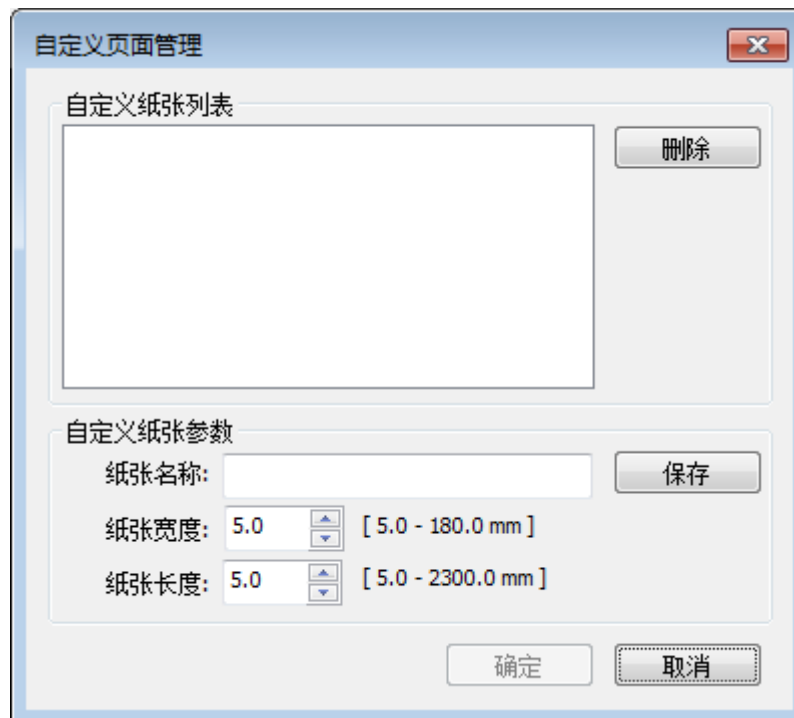 自定义页面管理
自定义纸张列表
删除
自定义纸张参数
纸张名称:
保存
纸张宽度: 5.0 [ 5.0 - 180.0 mm ]
纸张长度: 5.0 [ 5.0 - 2300.0 mm ]
确定 取消